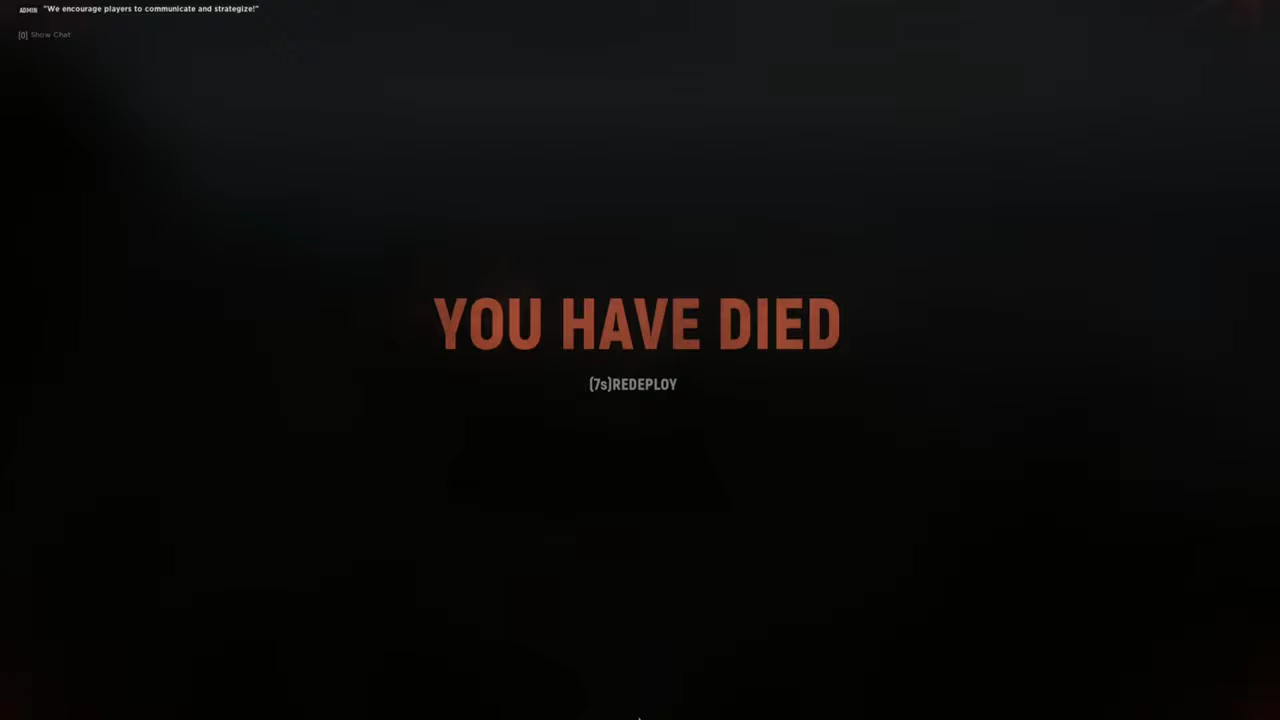 ADMIN "We encourage players to communicate and strategize!"
[0] Show Chat
YOU HAVE DIED
(7s)REDEPLOY